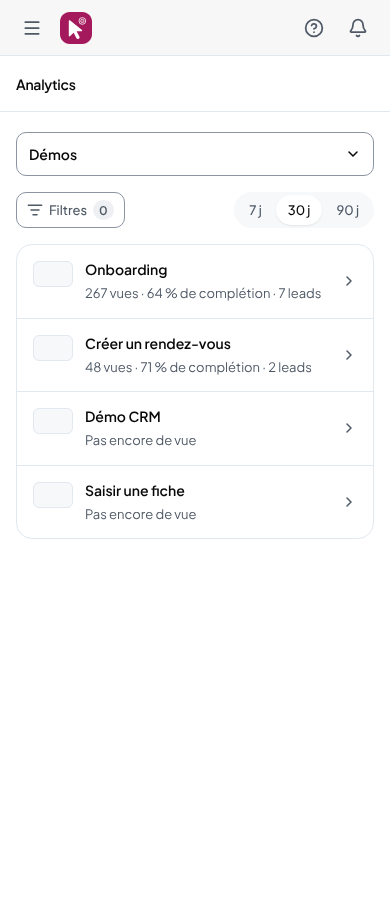 Analytics
Démos
Filtres 0
7 j 30 j 90 j
Onboarding
267 vues · 64 % de complétion · 7 leads
Créer un rendez-vous
48 vues · 71 % de complétion · 2 leads
Démo CRM
Pas encore de vue
Saisir une fiche
Pas encore de vue